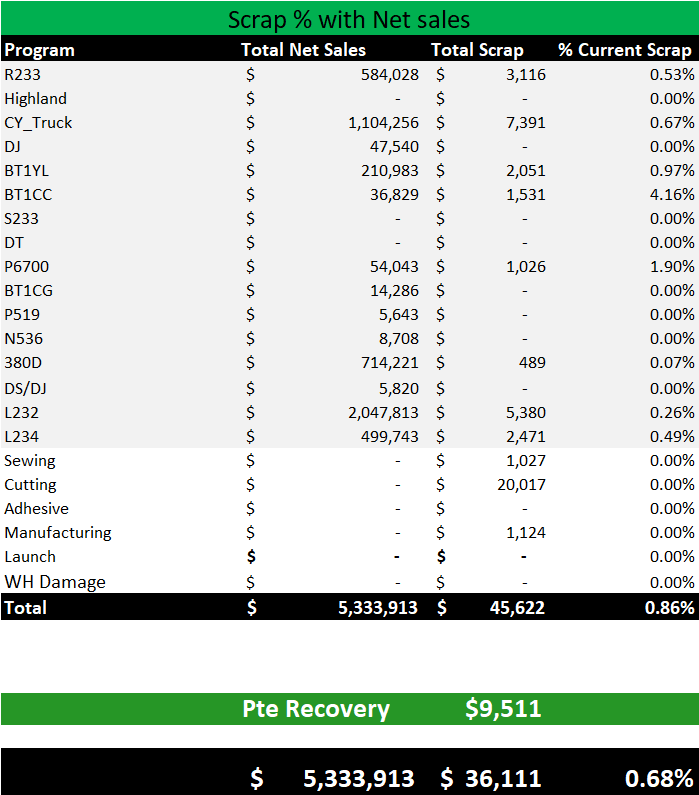 Scrap % with Net sales
Program Total Net Sales Total Scrap % Current Scrap
R233 $ 584,028 $ 3,116 0.53%
Highland $ - $ - 0.00%
CY_Truck $ 1,104,256 $ 7,391 0.67%
DJ $ 47,540 $ - 0.00%
BT1YL $ 210,983 $ 2,051 0.97%
BT1CC $ 36,829 $ 1,531 4.16%
S233 $ - $ - 0.00%
DT $ - $ - 0.00%
P6700 $ 54,043 $ 1,026 1.90%
BT1CG $ 14,286 $ - 0.00%
P519 $ 5,643 $ - 0.00%
N536 $ 8,708 $ - 0.00%
380D $ 714,221 $ 489 0.07%
DS/DJ $ 5,820 $ - 0.00%
L232 $ 2,047,813 $ 5,380 0.26%
L234 $ 499,743 $ 2,471 0.49%
Sewing $ - $ 1,027 0.00%
Cutting $ - $ 20,017 0.00%
Adhesive $ - $ - 0.00%
Manufacturing $ - $ 1,124 0.00%
Launch $ - $ - 0.00%
WH Damage $ - $ - 0.00%
Total $ 5,333,913 $ 45,622 0.86%
Pte Recovery $9,511
$ 5,333,913 $ 36,111 0.68%